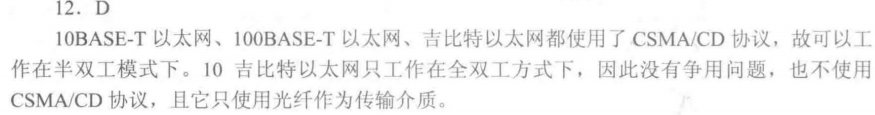 12. D
10BASE-T 以太网、100BASE-T 以太网、吉比特以太网都使用了 CSMA/CD 协议，故可以工
作在半双工模式下。10 吉比特以太网只工作在全双工方式下，因此没有争用问题，也不使用
CSMA/CD 协议，且它只使用光纤作为传输介质。